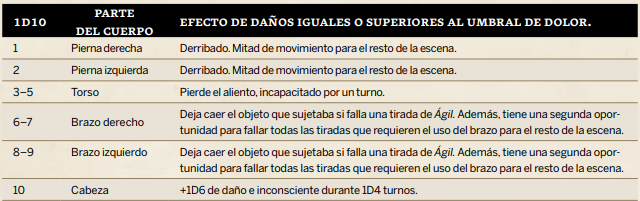 1D10 PARTE DEL CUERPO EFECTO DE DAÑOS IGUALES O SUPERIORES AL UMBRAL DE DOLOR.
1 Pierna derecha Derribado. Mitad de movimiento para el resto de la escena.
2 Pierna izquierda Derribado. Mitad de movimiento para el resto de la escena.
3–5 Torso Pierde el aliento, incapacitado por un turno.
6–7 Brazo derecho Deja caer el objeto que sujetaba si falla una tirada de Ágil. Además, tiene una segunda opor-
tunidad para fallar todas las tiradas que requieren el uso del brazo para el resto de la escena.
8–9 Brazo izquierdo Deja caer el objeto que sujetaba si falla una tirada de Ágil. Además, tiene una segunda opor-
tunidad para fallar todas las tiradas que requieren el uso del brazo para el resto de la escena.
10 Cabeza +1D6 de daño e inconsciente durante 1D4 turnos.